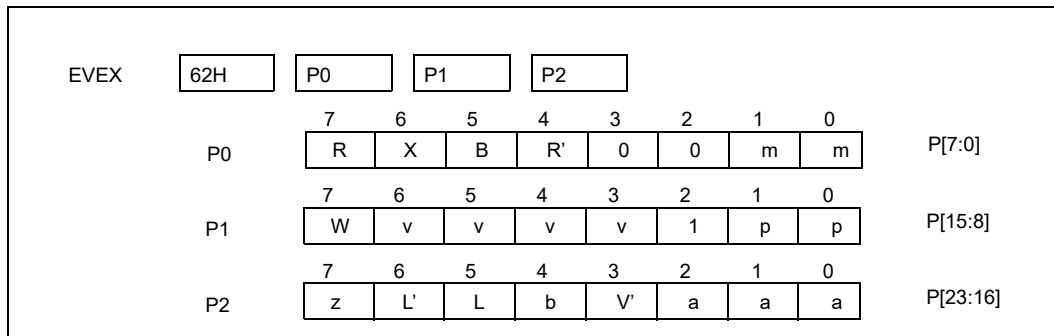 EVEX 62H P0 P1 P2
7 6 5 4 3 2 1 0
P0 R X B R’ 0 0 m m P[7:0]
7 6 5 4 3 2 1 0
P1 W v v v v 1 p p P[15:8]
7 6 5 4 3 2 1 0
P2 z L’ L b V’ a a a P[23:16]